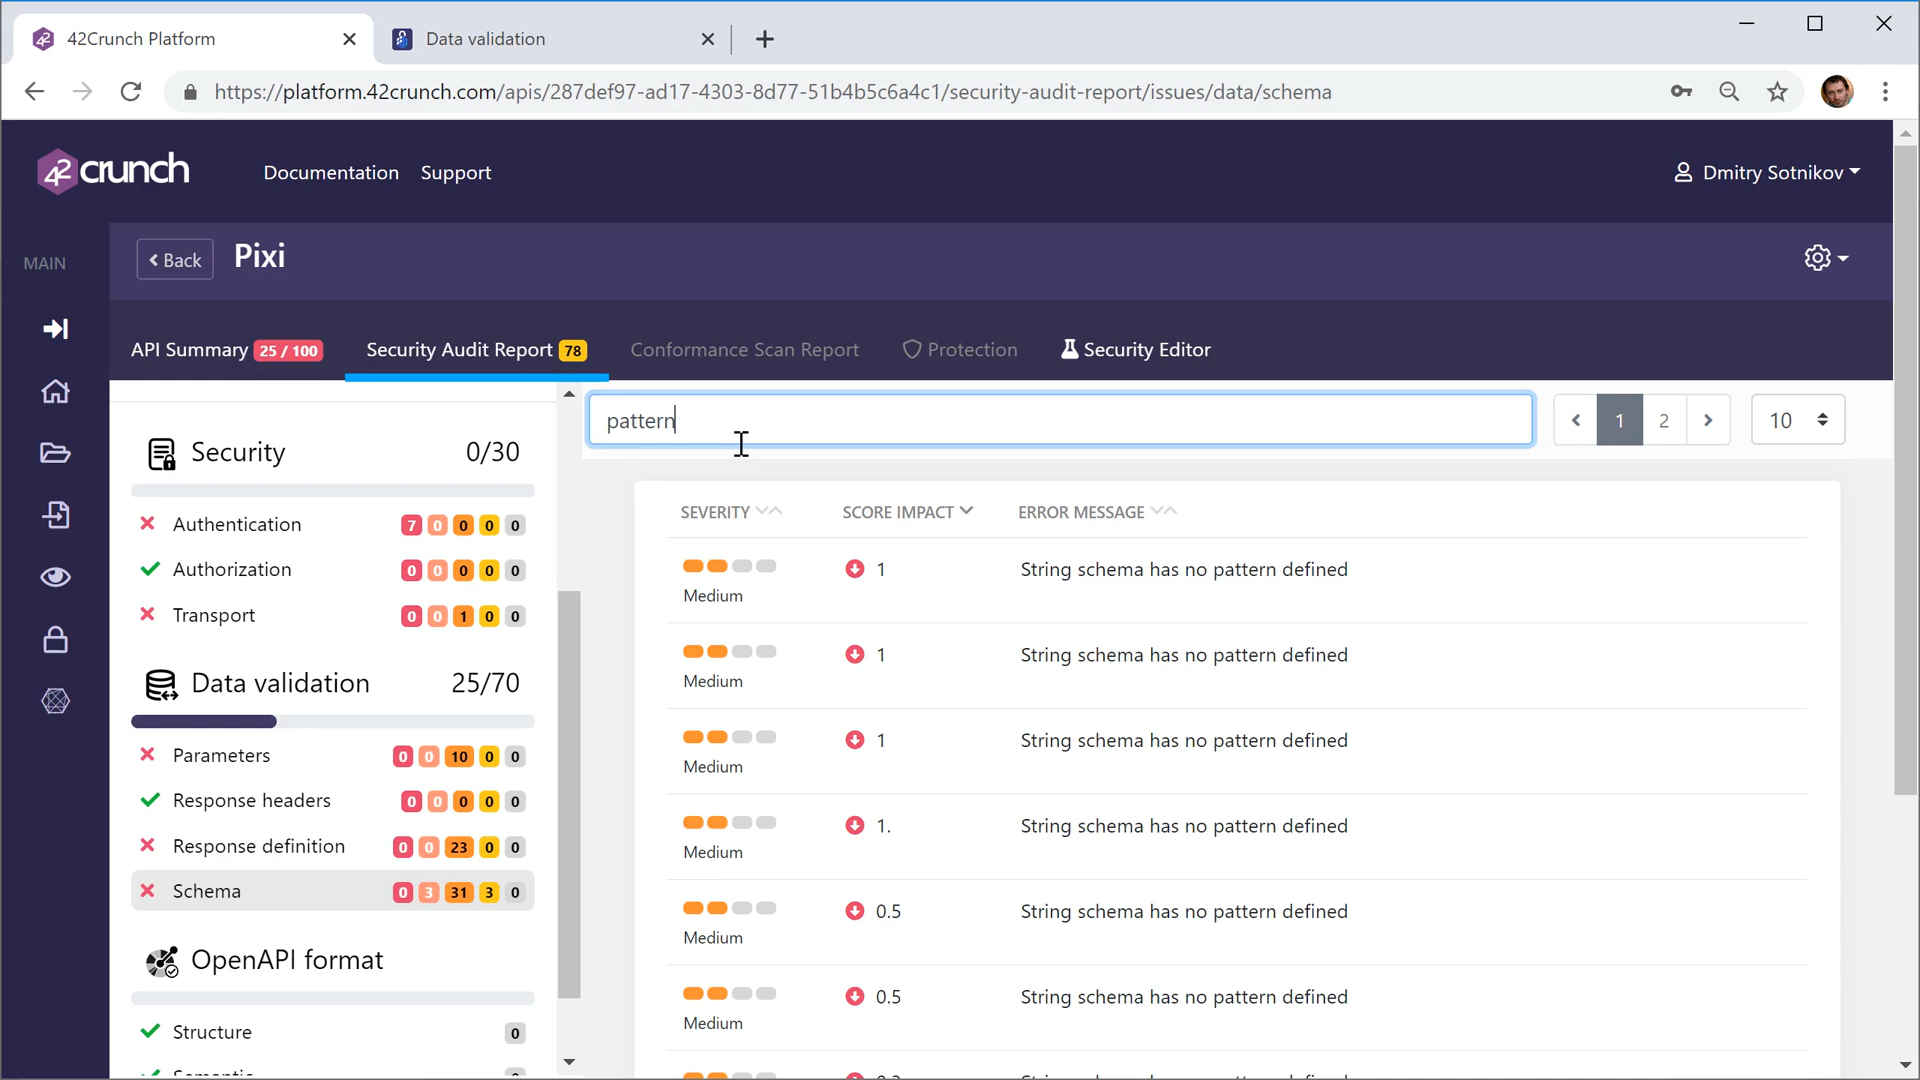 42Crunch Platform
Data validation
https://platform.42crunch.com/apis/287def97-ad17-4303-8d77-51b4b5c6a4c1/security-audit-report/issues/data/schema
42crunch
Documentation
Support
Dmitry Sotnikov
MAIN
Back
Pixi
API Summary 25 / 100
Security Audit Report 78
Conformance Scan Report
Protection
Security Editor
Security 0/30
Authentication 7 0 0 0 0
Authorization 0 0 0 0 0
Transport 0 0 1 0 0
Data validation 25/70
Parameters 0 0 10 0 0
Response headers 0 0 0 0 0
Response definition 0 0 23 0 0
Schema 0 3 31 3 0
OpenAPI format
Structure 0
pattern
1 2
10
SEVERITY SCORE IMPACT ERROR MESSAGE
1 String schema has no pattern defined
Medium
1 String schema has no pattern defined
Medium
1 String schema has no pattern defined
Medium
1. String schema has no pattern defined
Medium
0.5 String schema has no pattern defined
Medium
0.5 String schema has no pattern defined
Medium